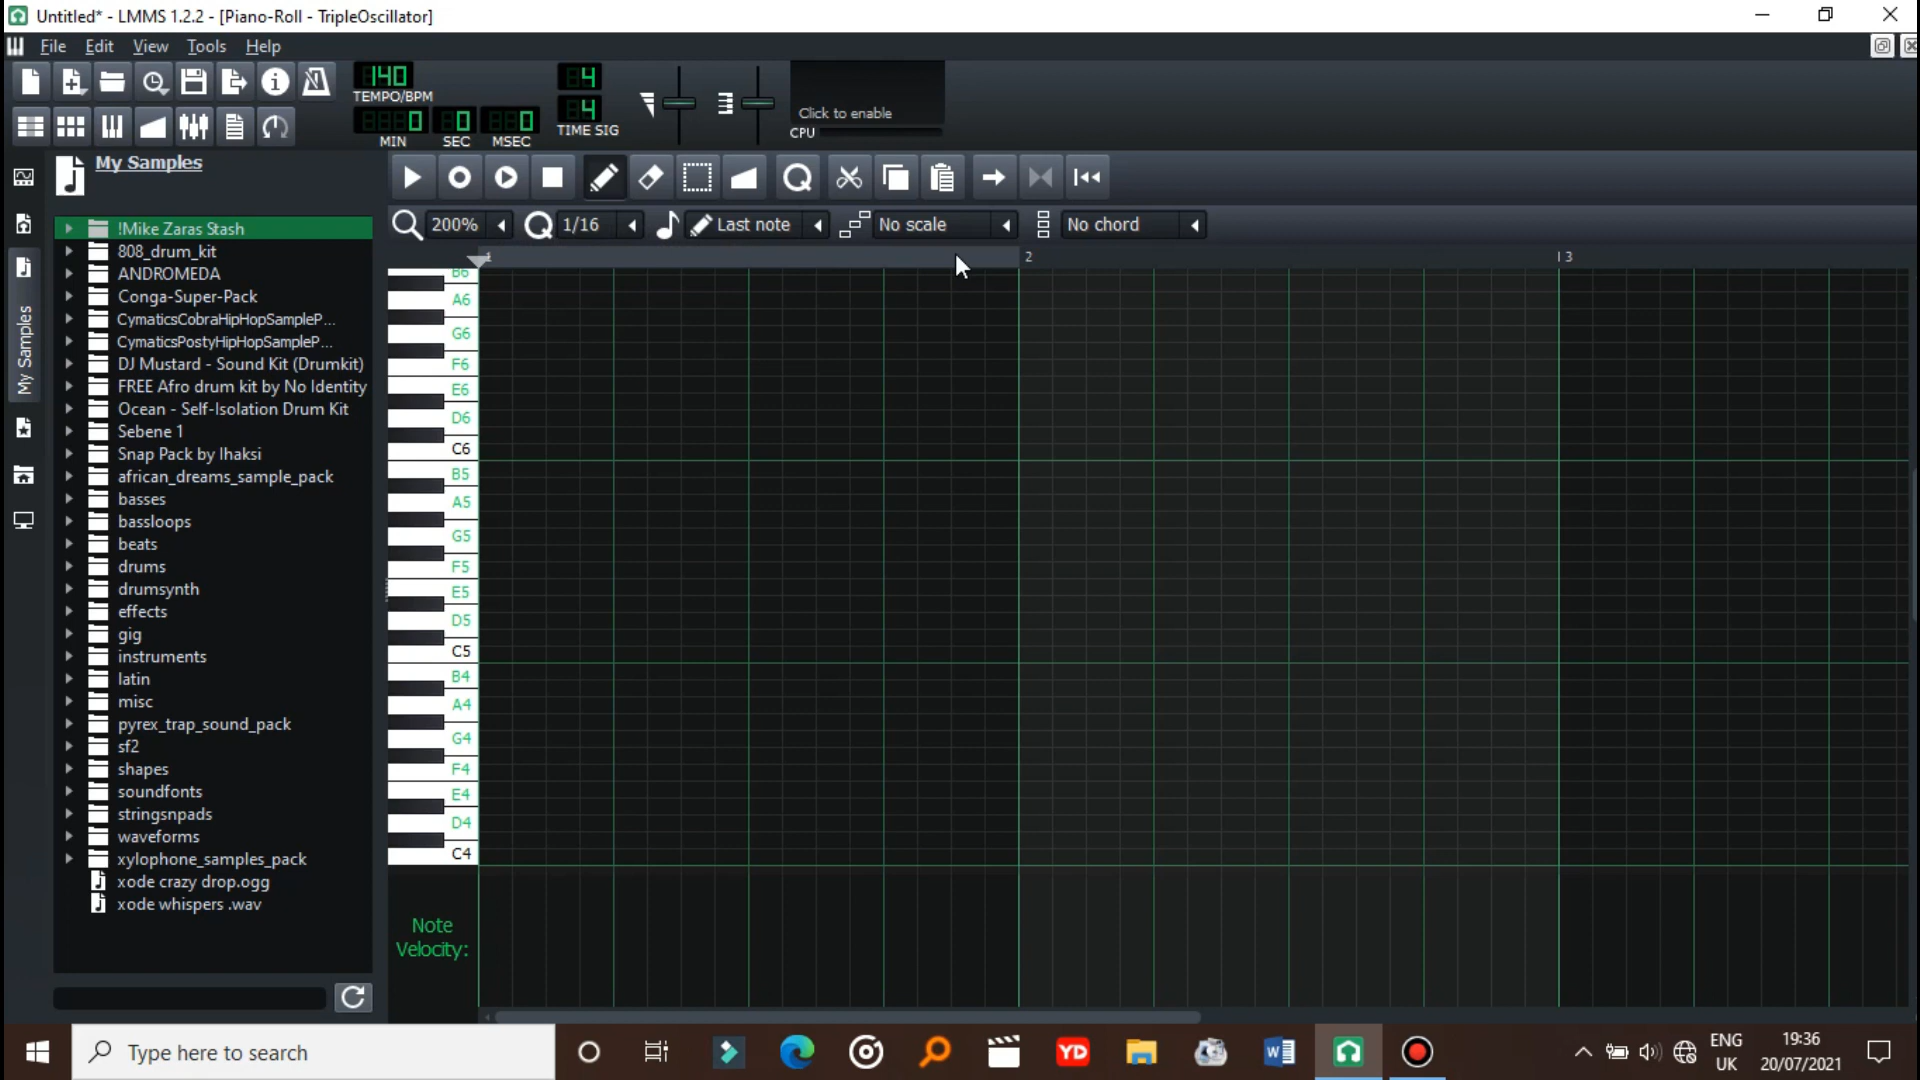 Untitled* - LMMS 1.2.2 - [Piano-Roll - TripleOscillator]
File Edit View Tools Help
140
TEMPO/BPM
4
4
TIME SIG
0 0 0
MIN SEC MSEC
Click to enable
CPU
My Samples
My Samples
!Mike Zaras Stash
808_drum_kit
ANDROMEDA
Conga-Super-Pack
CymaticsCobraHipHopSampleP...
CymaticsPostyHipHopSampleP...
DJ Mustard - Sound Kit (Drumkit)
FREE Afro drum kit by No Identity
Ocean - Self-Isolation Drum Kit
Sebene 1
Snap Pack by Ihaksi
african_dreams_sample_pack
basses
bassloops
beats
drums
drumsynth
effects
gig
instruments
latin
misc
pyrex_trap_sound_pack
sf2
shapes
soundfonts
stringsnpads
waveforms
xylophone_samples_pack
xode crazy drop.ogg
xode whispers .wav
200% Q 1/16 Last note No scale No chord
1 2 3
B6
A6
G6
F6
E6
D6
C6
B5
A5
G5
F5
E5
D5
C5
B4
A4
G4
F4
E4
D4
C4
Note
Velocity:
Type here to search
YD
W
ENG
UK
19:36
20/07/2021